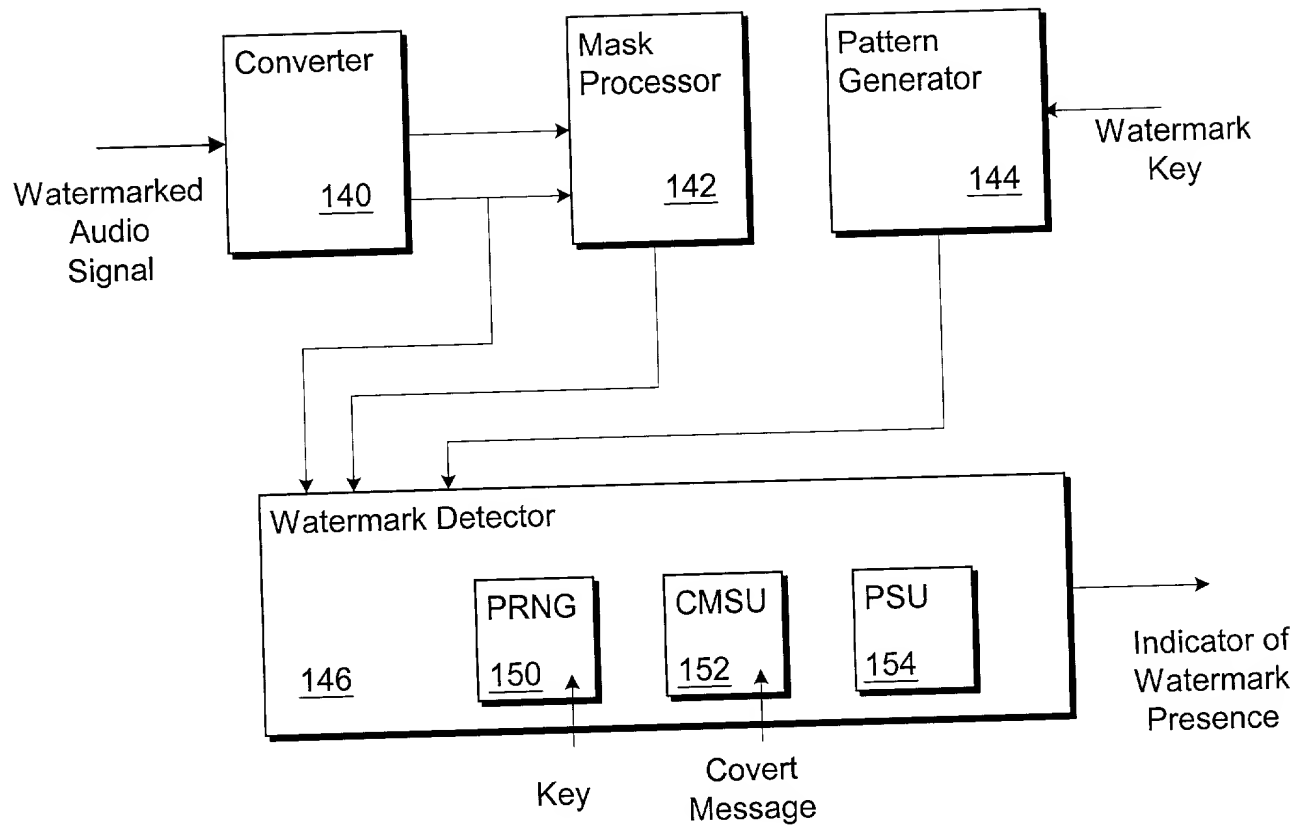 Converter
140
Mask
Processor
142
Pattern
Generator
144
Watermarked
Audio
Signal
Watermark
Key
Watermark Detector
146
PRNG
150
CMSU
152
PSU
154
Indicator of
Watermark
Presence
Key
Covert
Message